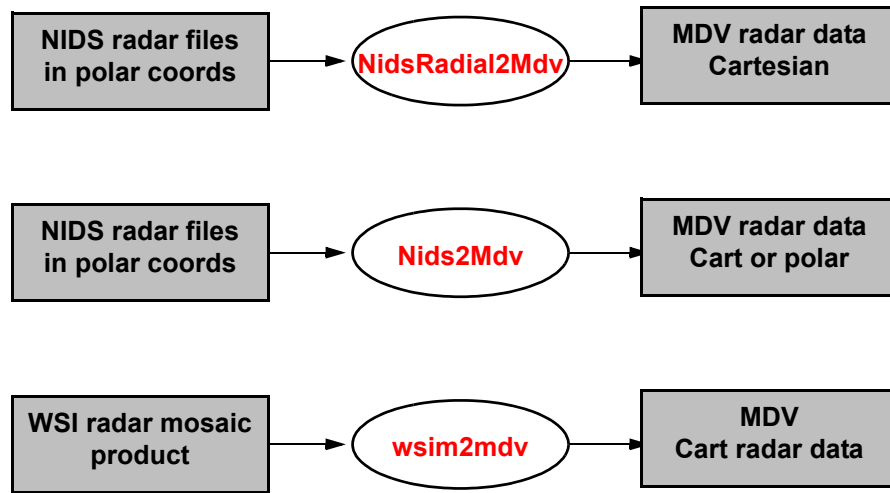 NIDS radar files
in polar coords
NidsRadial2Mdv
MDV radar data
Cartesian
NIDS radar files
in polar coords
Nids2Mdv
MDV radar data
Cart or polar
WSI radar mosaic
product
wsim2mdv
MDV
Cart radar data